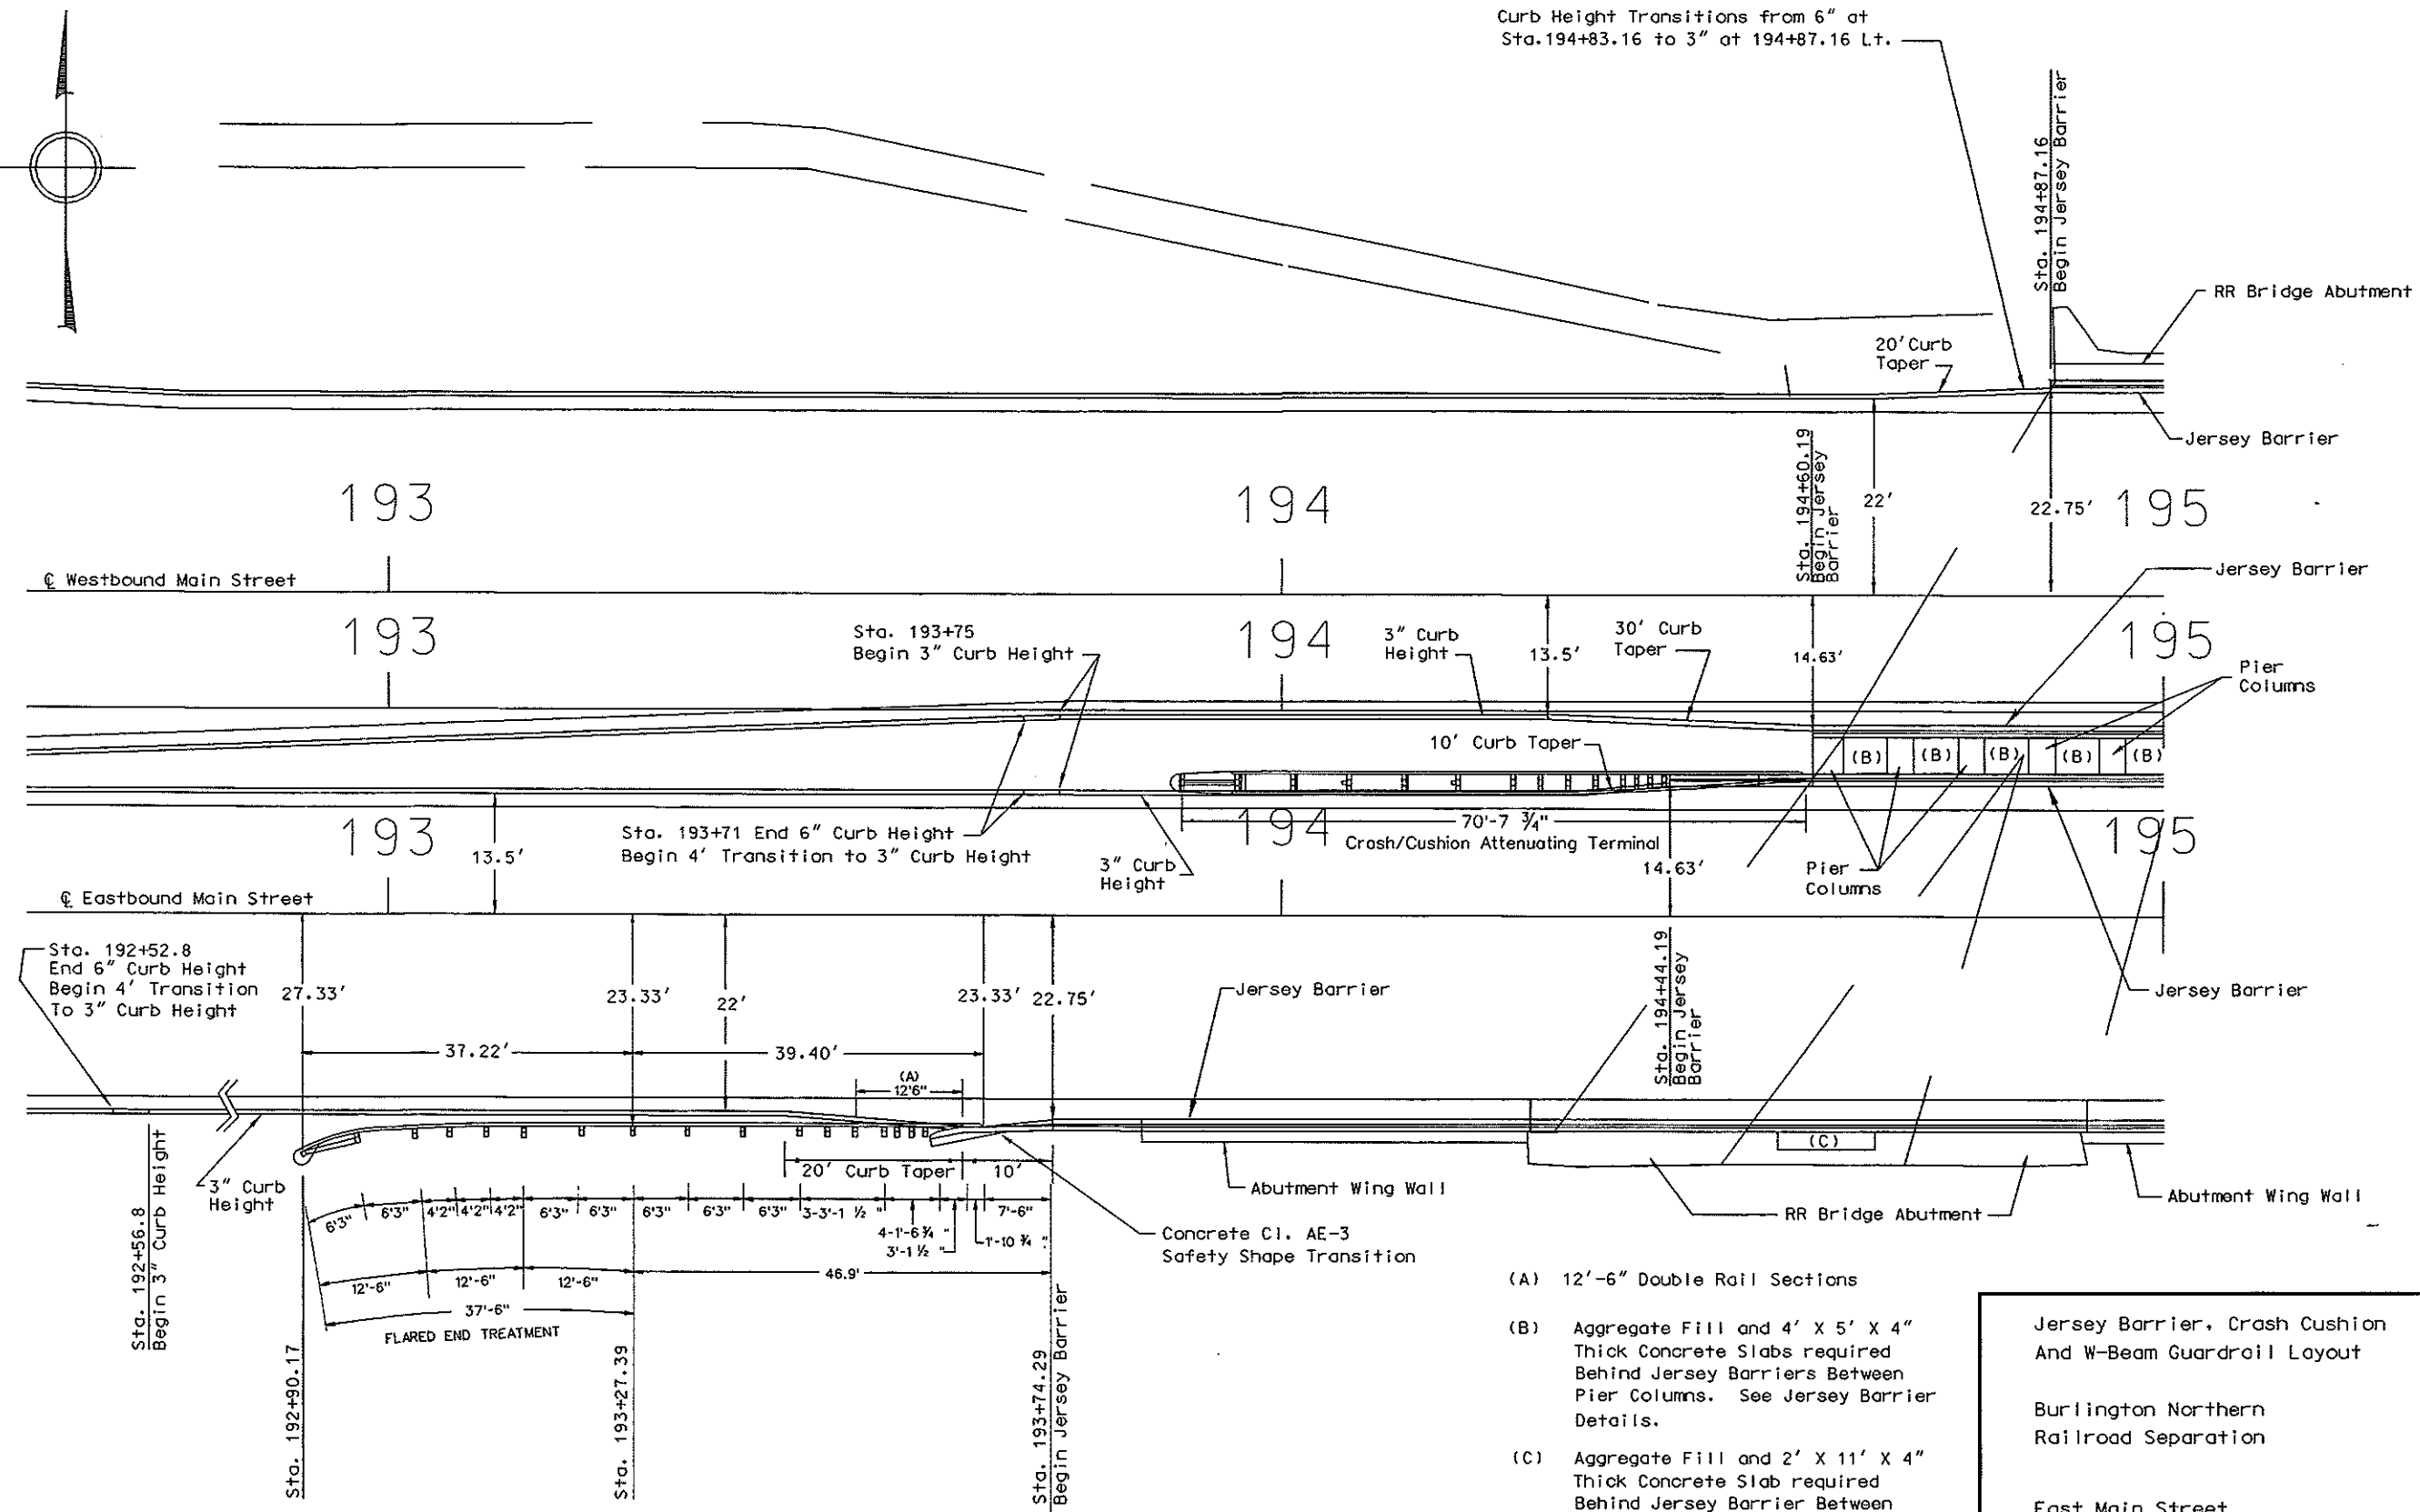 Curb Height Transitions from 6" at
Sta.194+83.16 to 3" at 194+87.16 Lt.
Sta. 194+87.16
Begin Jersey Barrier
RR Bridge Abutment
20' Curb
Taper
Jersey Barrier
Sta. 194+60.19
Begin Jersey
Barrier
193
194
22'
22.75'
195
℄ Westbound Main Street
Jersey Barrier
193
Sta. 193+75
Begin 3" Curb Height
194
3" Curb
Height
13.5'
30' Curb
Taper
14.63'
195
Pier
Columns
10' Curb Taper
(B)
(B)
(B)
(B)
(B)
193
13.5'
Sta. 193+71 End 6" Curb Height
Begin 4' Transition to 3" Curb Height
3" Curb
Height
194
70'-7 ¾"
Crash/Cushion Attenuating Terminal
14.63'
Pier
Columns
195
℄ Eastbound Main Street
Sta. 192+52.8
End 6" Curb Height
Begin 4' Transition
To 3" Curb Height
27.33'
23.33'
22'
23.33'
22.75'
Jersey Barrier
Sta. 194+44.19
Begin Jersey
Barrier
Jersey Barrier
37.22'
39.40'
(A)
12'6"
(C)
20' Curb Taper
10'
3" Curb
Height
Abutment Wing Wall
RR Bridge Abutment
Abutment Wing Wall
6'3"
6'3"
4'2"
4'2"
4'2"
6'3"
6'3"
6'3"
6'3"
6'3"
3-3'-1 ½ "
4-1'-6 ¾ "
3'-1 ½ "
1'-10 ¾ "
7'-6"
Concrete Cl. AE-3
Safety Shape Transition
12'-6"
12'-6"
12'-6"
46.9'
37'-6"
FLARED END TREATMENT
Sta. 192+56.8
Begin 3" Curb Height
Sta. 192+90.17
Sta. 193+27.39
Sta. 193+74.29
Begin Jersey Barrier
(A) 12'-6" Double Rail Sections
(B) Aggregate Fill and 4' X 5' X 4"
Thick Concrete Slabs required
Behind Jersey Barriers Between
Pier Columns. See Jersey Barrier
Details.
(C) Aggregate Fill and 2' X 11' X 4"
Thick Concrete Slab required
Behind Jersey Barrier Between
Jersey Barrier, Crash Cushion
And W-Beam Guardrail Layout
Burlington Northern
Railroad Separation
East Main Street